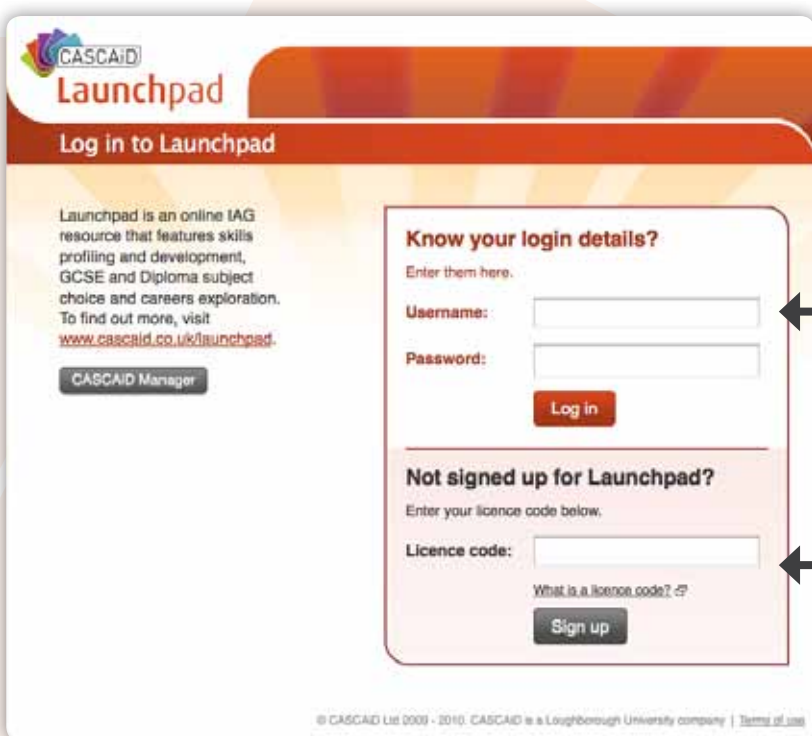 CASCAiD
Launchpad
Log in to Launchpad
Launchpad is an online IAG
resource that features skills
profiling and development,
GCSE and Diploma subject
choice and careers exploration.
To find out more, visit
www.cascaid.co.uk/launchpad.
CASCAiD Manager
Know your login details?
Enter them here.
Username:
Password:
Log in
Not signed up for Launchpad?
Enter your licence code below.
Licence code:
What is a licence code?
Sign up
© CASCAiD Ltd 2009 - 2010. CASCAiD is a Loughborough University company | Terms of use